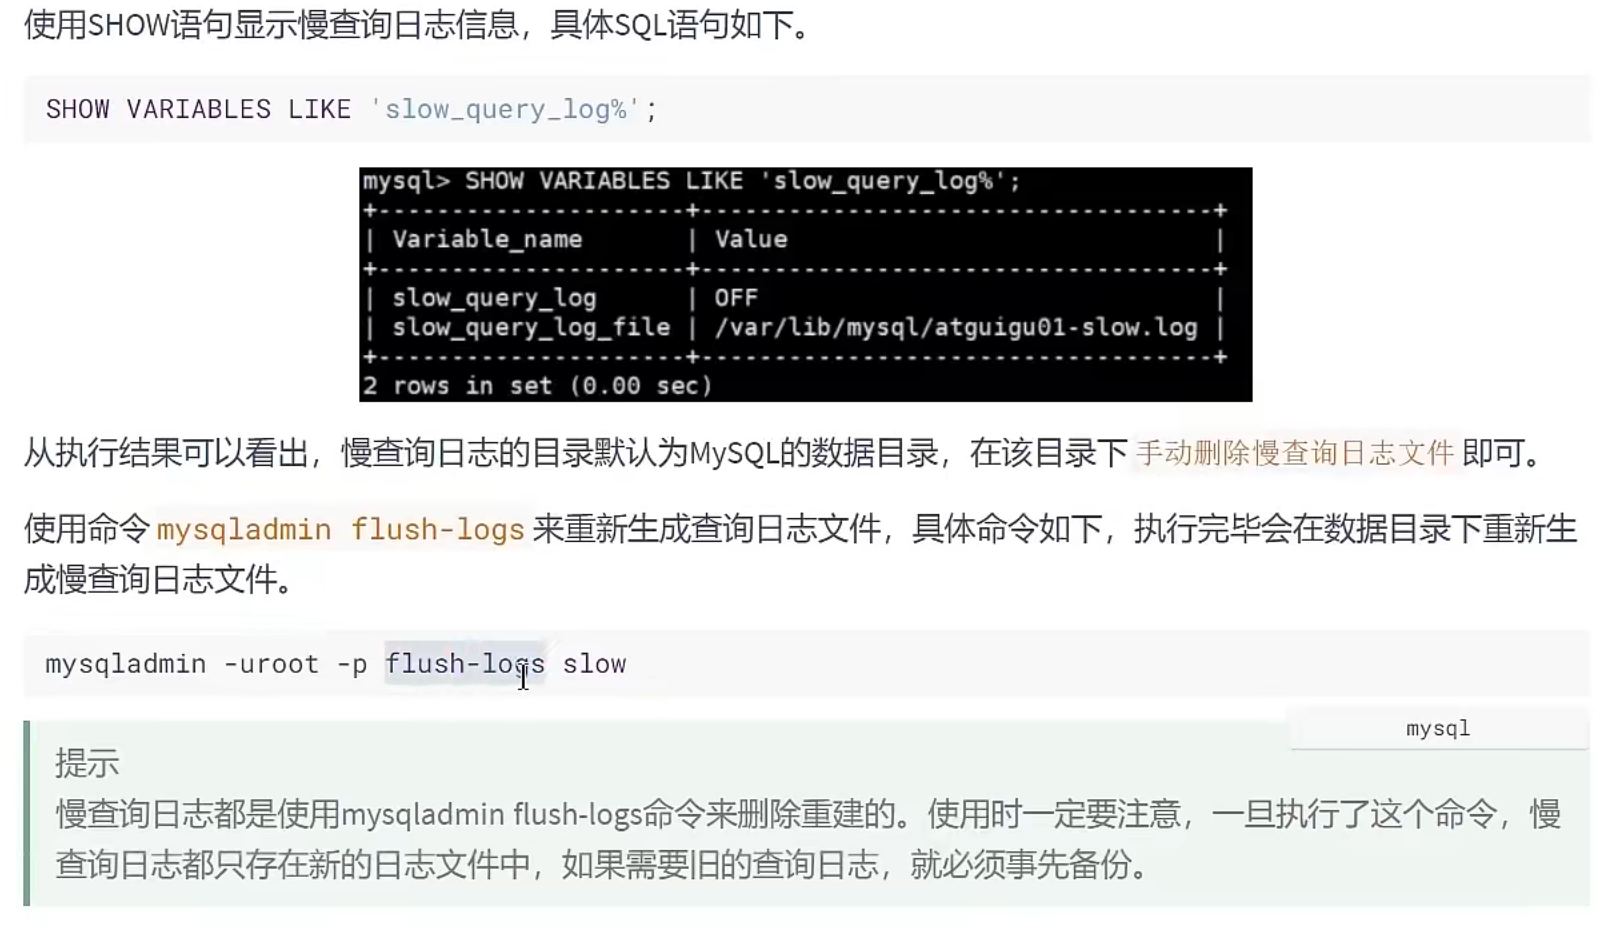 使用SHOW语句显示慢查询日志信息，具体SQL语句如下。
SHOW VARIABLES LIKE 'slow_query_log%';
mysql> SHOW VARIABLES LIKE 'slow_query_log%';
+---------------------+-----------------------------------+
| Variable_name       | Value                             |
+---------------------+-----------------------------------+
| slow_query_log      | OFF                               |
| slow_query_log_file | /var/lib/mysql/atguigu01-slow.log |
+---------------------+-----------------------------------+
2 rows in set (0.00 sec)
从执行结果可以看出，慢查询日志的目录默认为MySQL的数据目录，在该目录下 手动删除慢查询日志文件 即可。
使用命令 mysqladmin flush-logs 来重新生成查询日志文件，具体命令如下，执行完毕会在数据目录下重新生
成慢查询日志文件。
mysqladmin -uroot -p flush-logs slow
mysql
提示
慢查询日志都是使用mysqladmin flush-logs命令来删除重建的。使用时一定要注意，一旦执行了这个命令，慢
查询日志都只存在新的日志文件中，如果需要旧的查询日志，就必须事先备份。